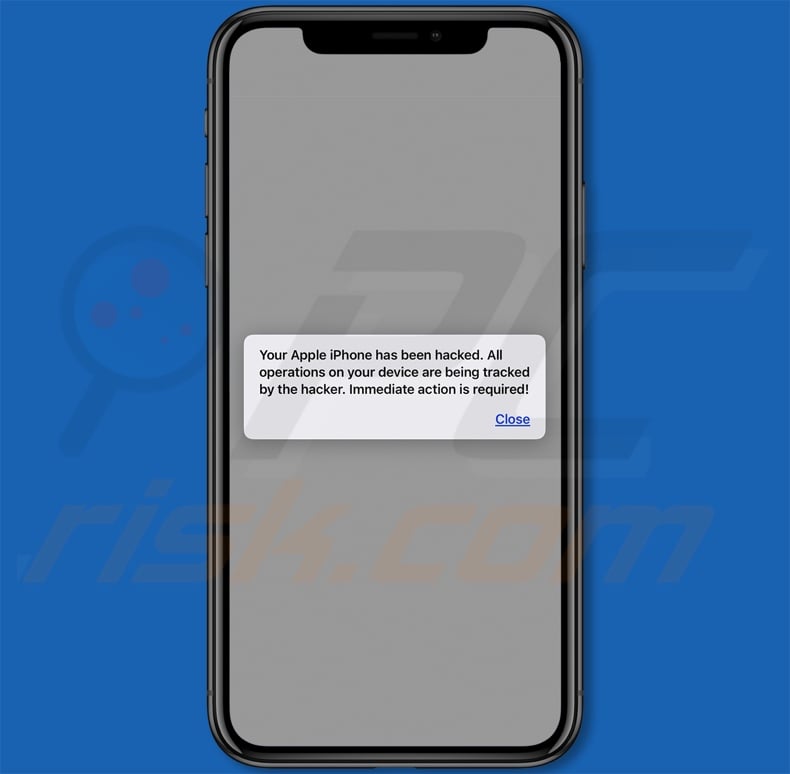 Your Apple iPhone has been hacked. All
operations on your device are being tracked
by the hacker. Immediate action is required!
Close
PC
risk.com